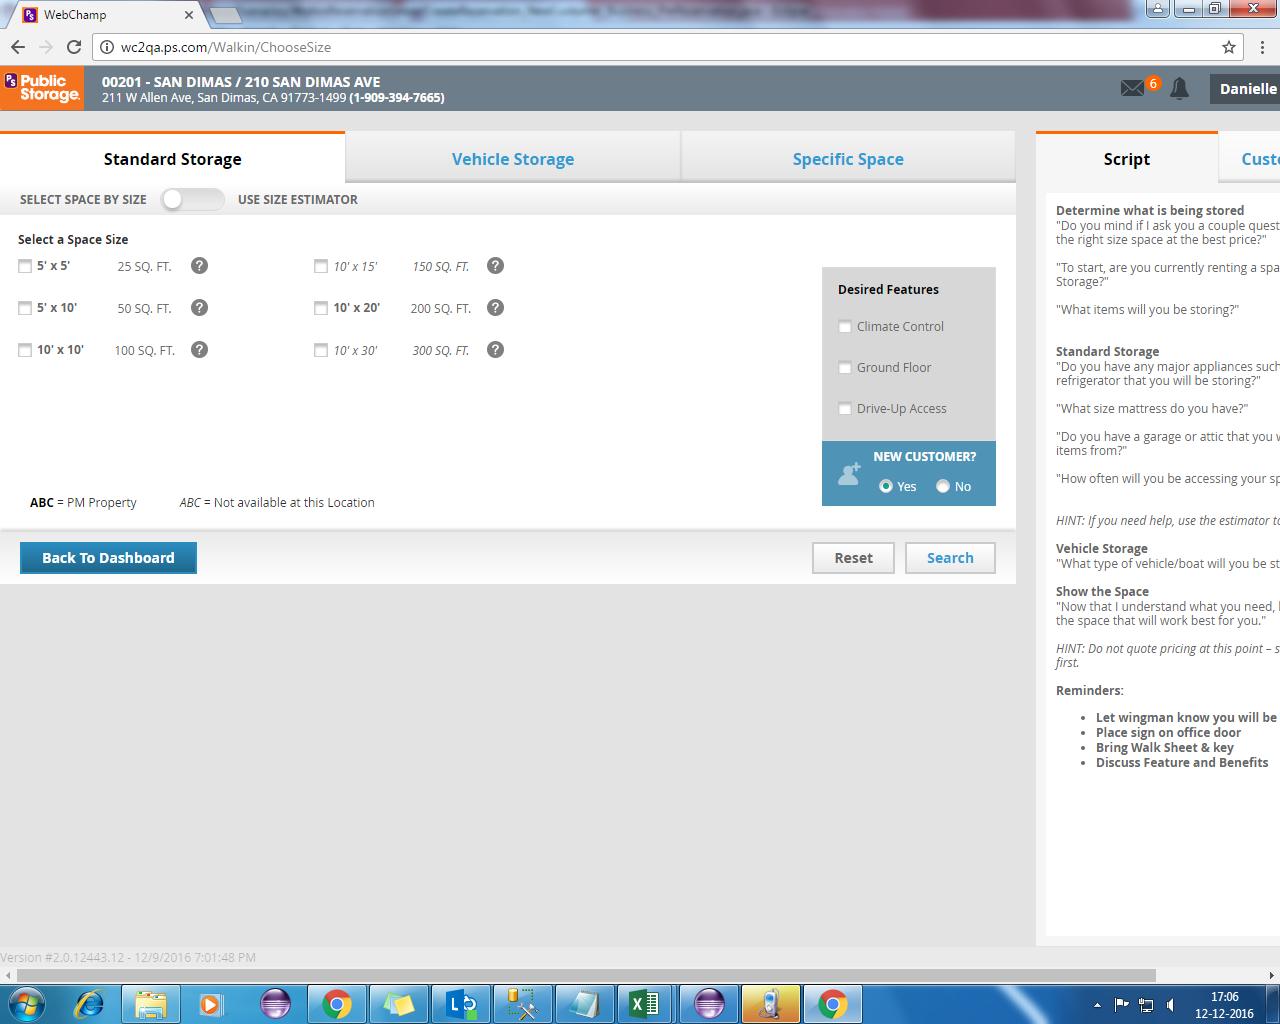 WebChamp
wc2qa.ps.com/Walkin/ChooseSize
PS Public Storage.
00201 - SAN DIMAS / 210 SAN DIMAS AVE
211 W Allen Ave, San Dimas, CA 91773-1499 (1-909-394-7665)
6
Danielle
Standard Storage
Vehicle Storage
Specific Space
SELECT SPACE BY SIZE
USE SIZE ESTIMATOR
Select a Space Size
5' x 5' 25 SQ. FT. ?
10' x 15' 150 SQ. FT. ?
5' x 10' 50 SQ. FT. ?
10' x 20' 200 SQ. FT. ?
10' x 10' 100 SQ. FT. ?
10' x 30' 300 SQ. FT. ?
Desired Features
Climate Control
Ground Floor
Drive-Up Access
NEW CUSTOMER?
Yes No
ABC = PM Property
ABC = Not available at this Location
Back To Dashboard
Reset
Search
Script
Custo
Determine what is being stored
"Do you mind if I ask you a couple quest
the right size space at the best price?"
"To start, are you currently renting a spa
Storage?"
"What items will you be storing?"
Standard Storage
"Do you have any major appliances such
refrigerator that you will be storing?"
"What size mattress do you have?"
"Do you have a garage or attic that you w
items from?"
"How often will you be accessing your sp
HINT: If you need help, use the estimator to
Vehicle Storage
"What type of vehicle/boat will you be st
Show the Space
"Now that I understand what you need,
the space that will work best for you."
HINT: Do not quote pricing at this point – s
first.
Reminders:
• Let wingman know you will be
• Place sign on office door
• Bring Walk Sheet & key
• Discuss Feature and Benefits
Version #2.0.12443.12 - 12/9/2016 7:01:48 PM
17:06
12-12-2016